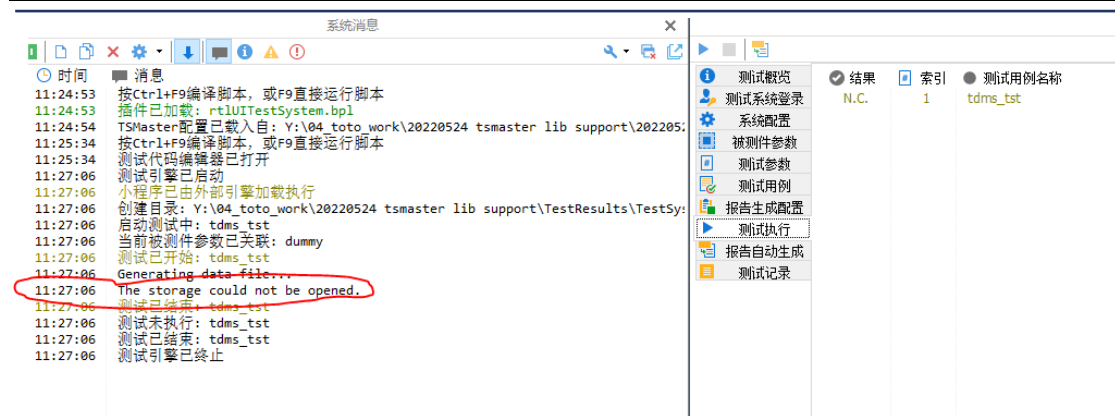 系统消息
时间 消息
11:24:53 按Ctrl+F9编译脚本，或F9直接运行脚本
11:24:53 插件已加载: rtlUITestSystem.bpl
11:24:54 TSMaster配置已载入自: Y:\04_toto_work\20220524 tsmaster lib support\202205
11:25:34 按Ctrl+F9编译脚本，或F9直接运行脚本
11:25:34 测试代码编辑器已打开
11:27:06 测试引擎已启动
11:27:06 小程序已由外部引擎加载执行
11:27:06 创建目录: Y:\04_toto_work\20220524 tsmaster lib support\TestResults\TestSy
11:27:06 启动测试中: tdms_tst
11:27:06 当前被测件参数已关联: dummy
11:27:06 测试已开始: tdms_tst
11:27:06 Generating data file...
11:27:06 The storage could not be opened.
11:27:06 测试已结束: tdms_tst
11:27:06 测试未执行: tdms_tst
11:27:06 测试已结束: tdms_tst
11:27:06 测试引擎已终止
测试概览
测试系统登录
系统配置
被测件参数
测试参数
测试用例
报告生成配置
测试执行
报告自动生成
测试记录
结果 索引 测试用例名称
N.C. 1 tdms_tst